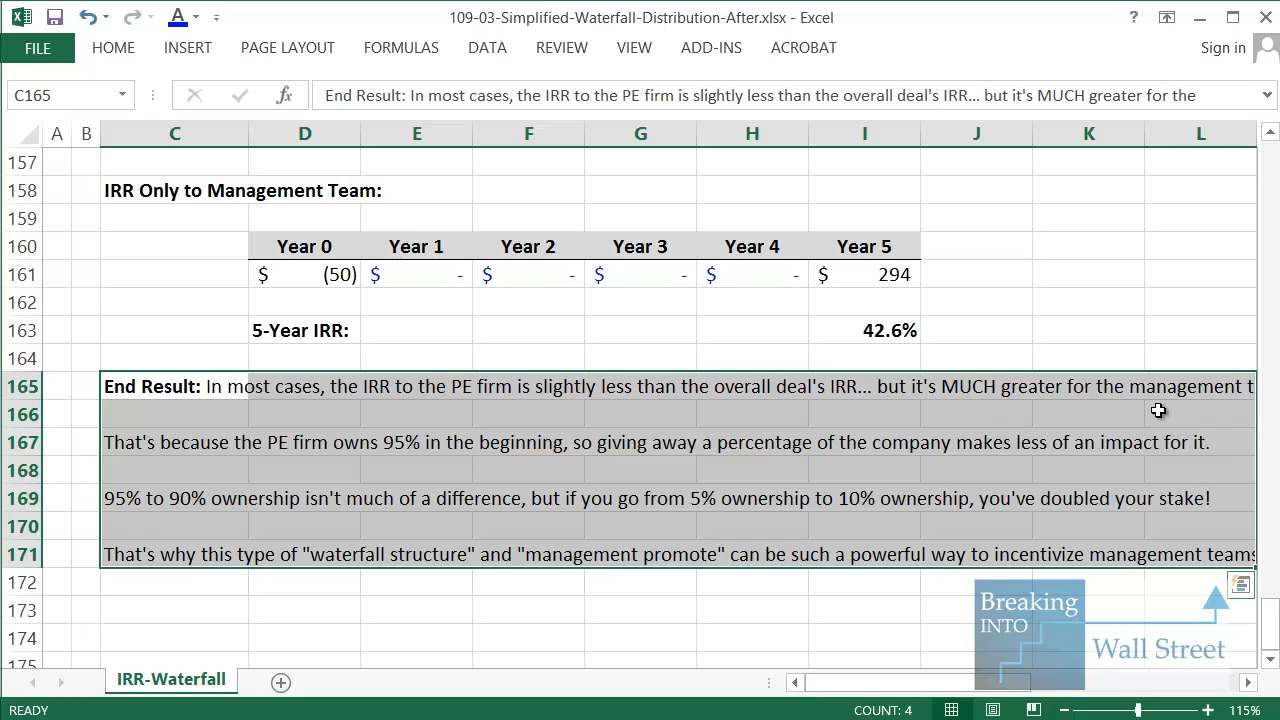 109-03-Simplified-Waterfall-Distribution-After.xlsx - Excel
FILE HOME INSERT PAGE LAYOUT FORMULAS DATA REVIEW VIEW ADD-INS ACROBAT Sign in
C165 fx End Result: In most cases, the IRR to the PE firm is slightly less than the overall deal's IRR... but it's MUCH greater for the
A B C D E F G H I J K L
157
158 IRR Only to Management Team:
159
160 Year 0 Year 1 Year 2 Year 3 Year 4 Year 5
161 $ (50) $ - $ - $ - $ - $ 294
162
163 5-Year IRR: 42.6%
164
165 End Result: In most cases, the IRR to the PE firm is slightly less than the overall deal's IRR... but it's MUCH greater for the management t
166
167 That's because the PE firm owns 95% in the beginning, so giving away a percentage of the company makes less of an impact for it.
168
169 95% to 90% ownership isn't much of a difference, but if you go from 5% ownership to 10% ownership, you've doubled your stake!
170
171 That's why this type of "waterfall structure" and "management promote" can be such a powerful way to incentivize management teams
172
173
174
175
Breaking
INTO
Wall Street
IRR-Waterfall
READY COUNT: 4 115%